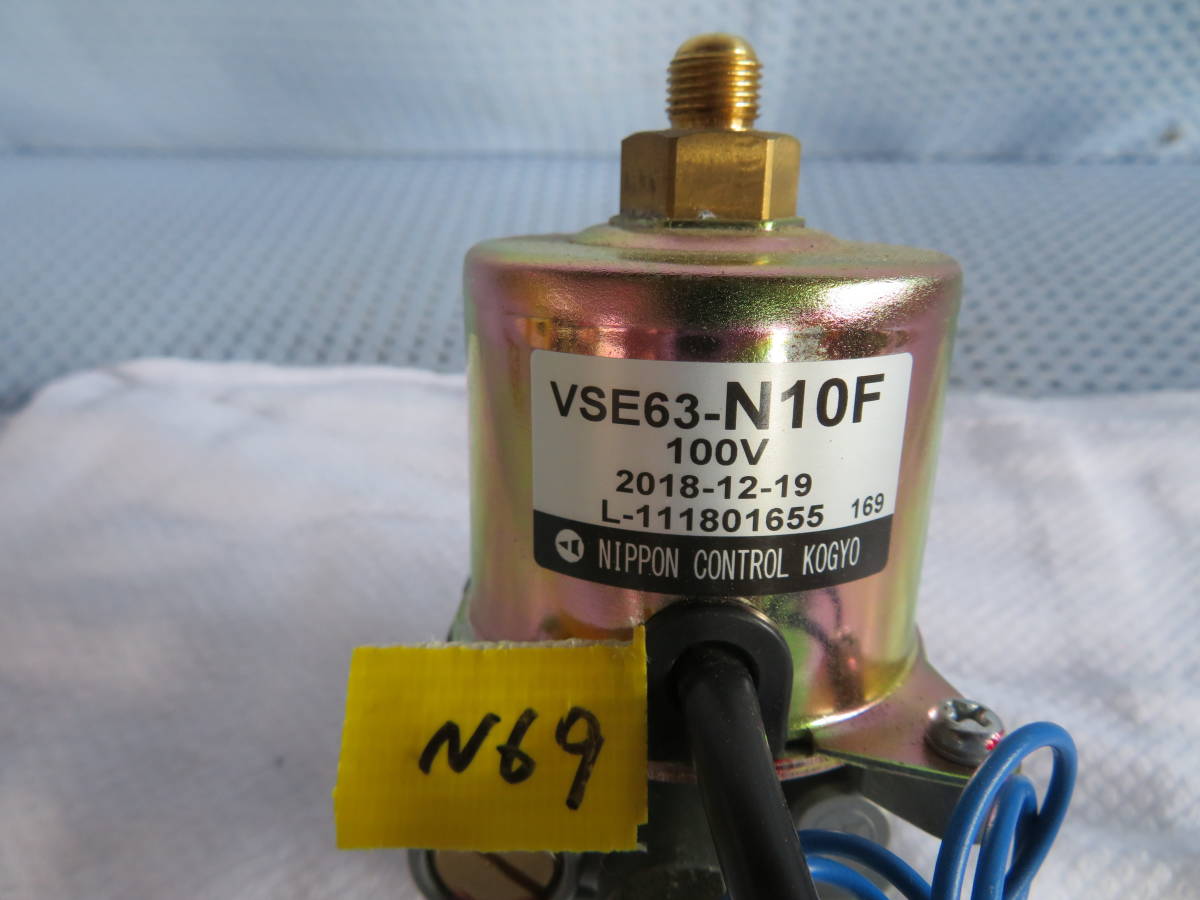 VSE63-N10F
100V
2018-12-19
L-111801655 169
NIPPON CONTROL KOGYO
N69